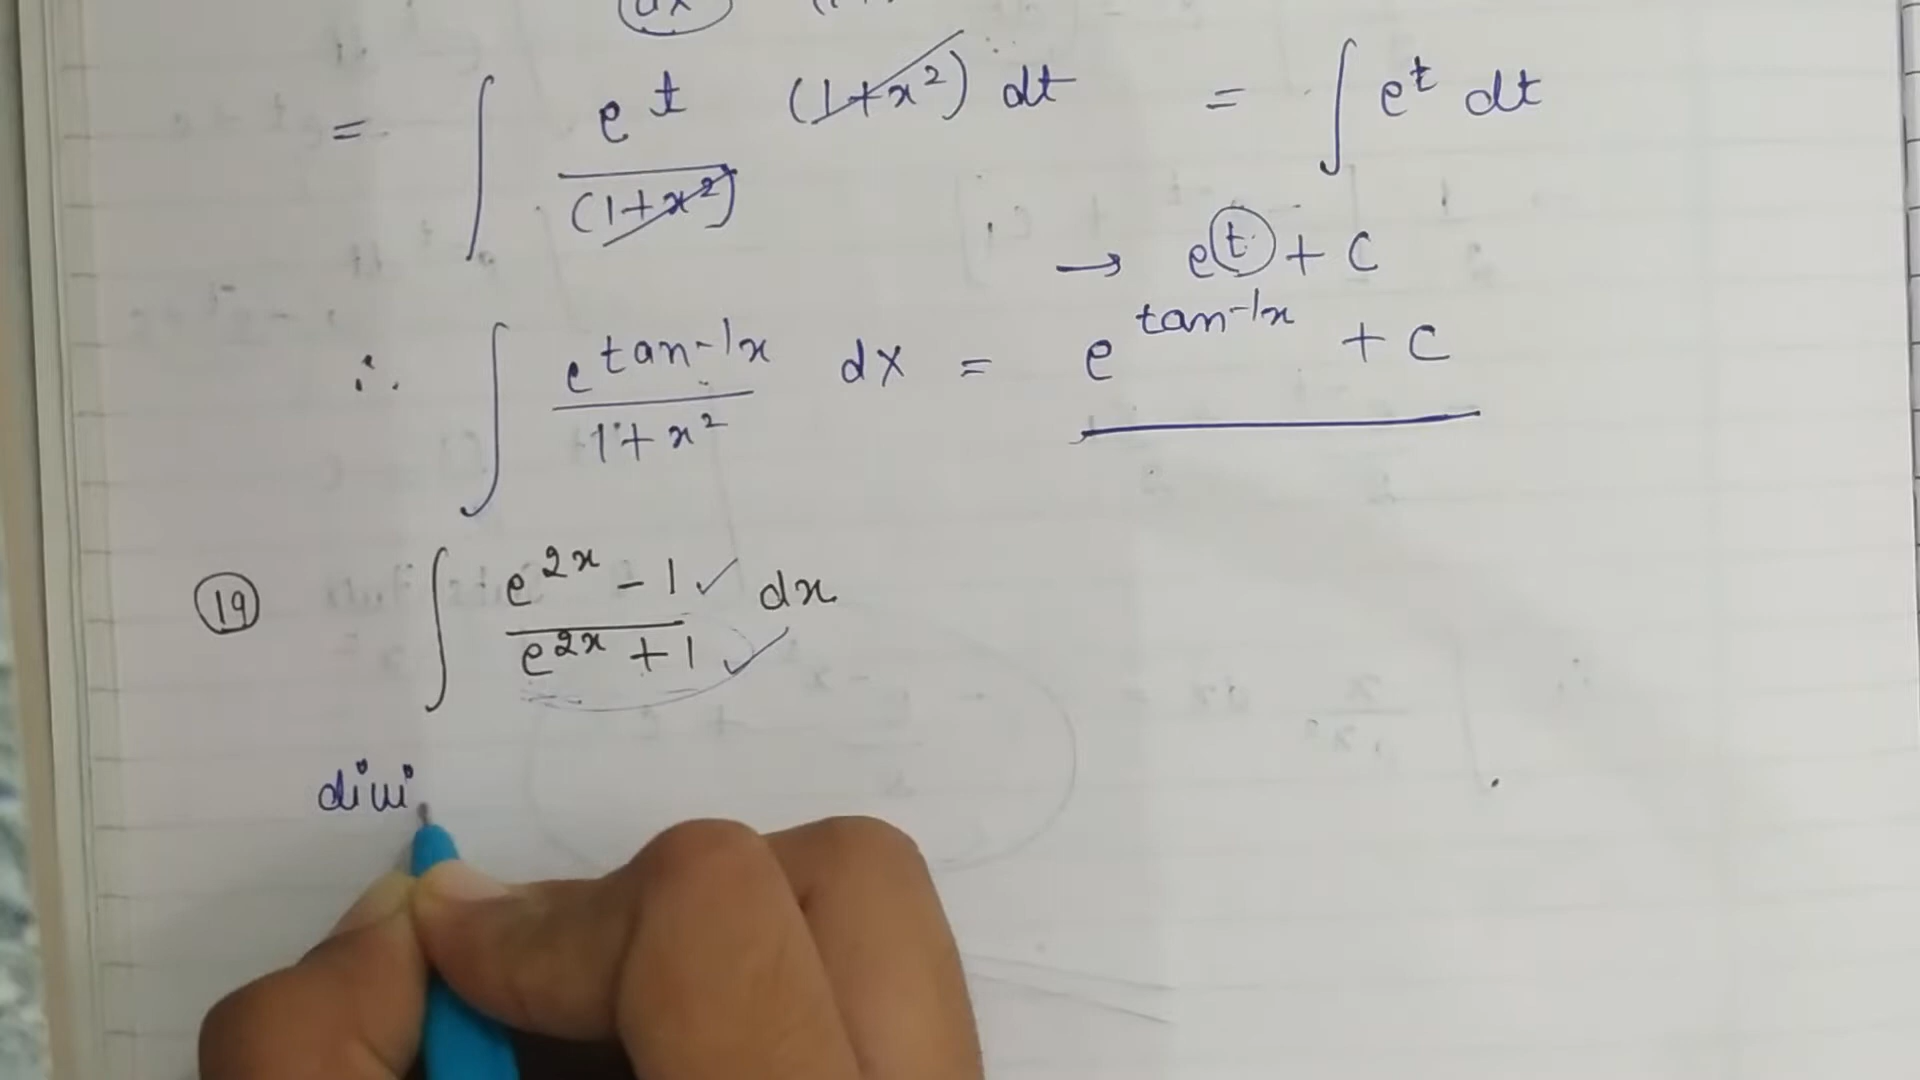 dx
= ∫ e^t/(1+x²) (1+x²) dt = ∫ e^t dt
→ e^t + C
∴ ∫ e^tan-1x/1+x² dx = e^tan-1x + C
19 ∫ e^2x - 1/e^2x + 1 dx
divi